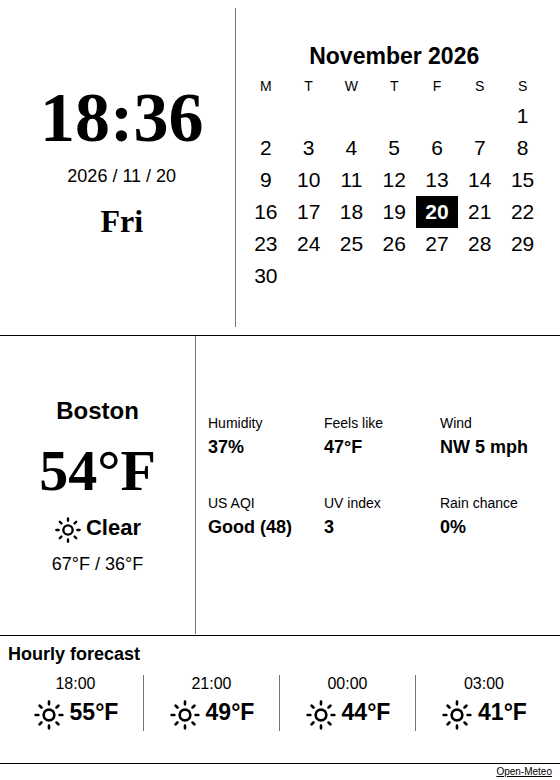 18:36
2026 / 11 / 20
Fri
November 2026
M T W T F S S
1
2 3 4 5 6 7 8
9 10 11 12 13 14 15
16 17 18 19 20 21 22
23 24 25 26 27 28 29
30
Boston
54°F
Clear
67°F / 36°F
Humidity Feels like Wind
37% 47°F NW 5 mph
US AQI UV index Rain chance
Good (48) 3 0%
Hourly forecast
18:00 21:00 00:00 03:00
55°F 49°F 44°F 41°F
Open-Meteo